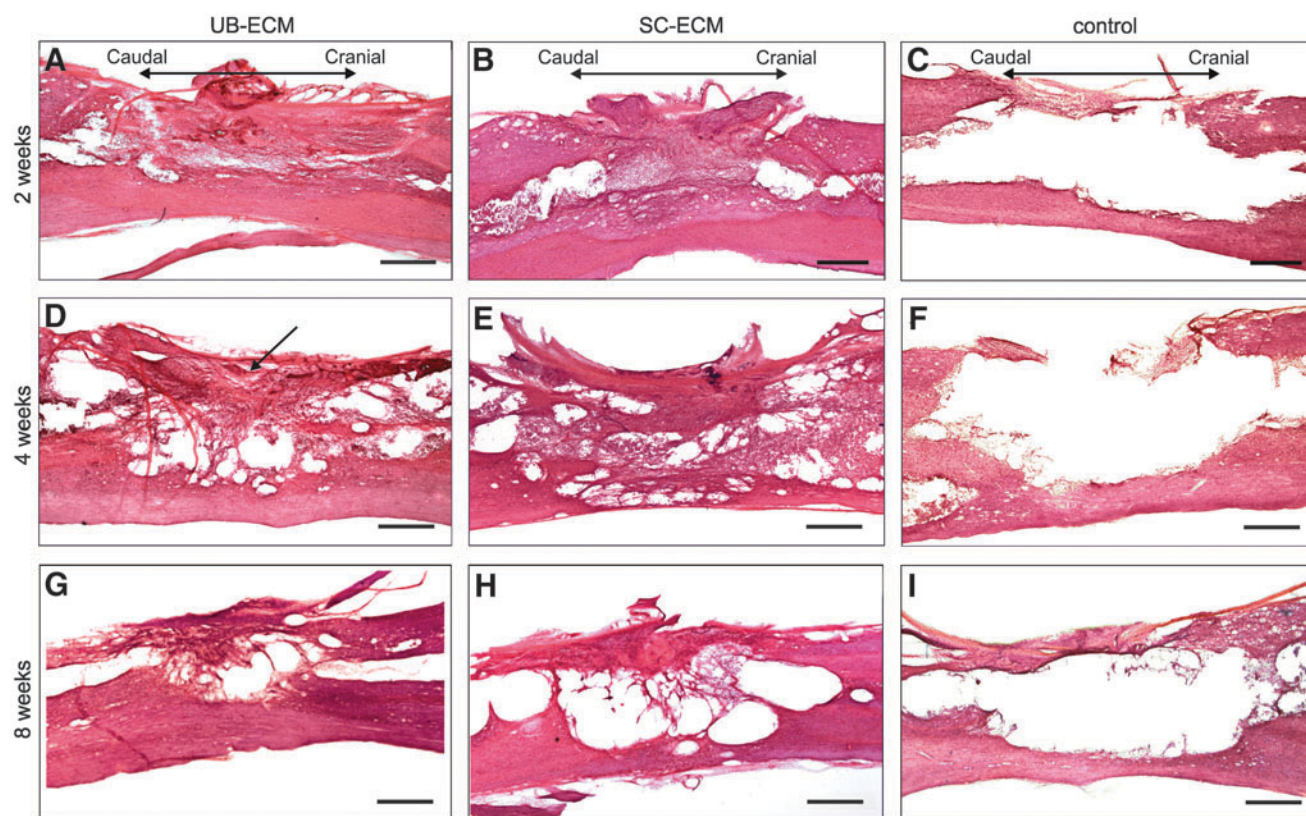 UB-ECM SC-ECM control
A Caudal Cranial B Caudal Cranial C Caudal Cranial
2 weeks
D E F
4 weeks
G H I
8 weeks